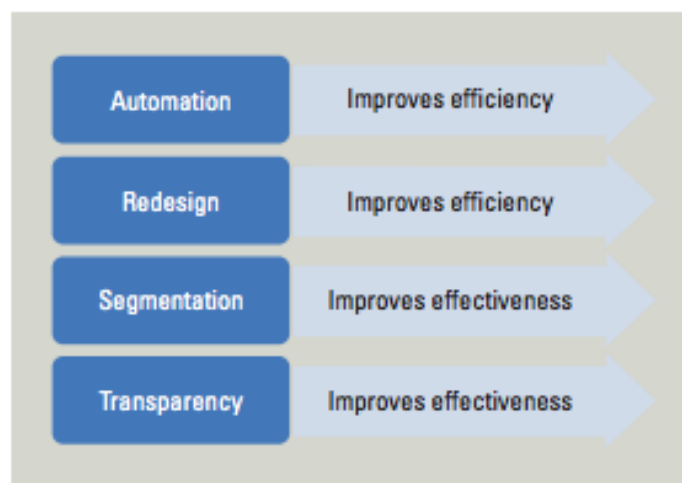 Automation
Improves efficiency
Redesign
Improves efficiency
Segmentation
Improves effectiveness
Transparency
Improves effectiveness